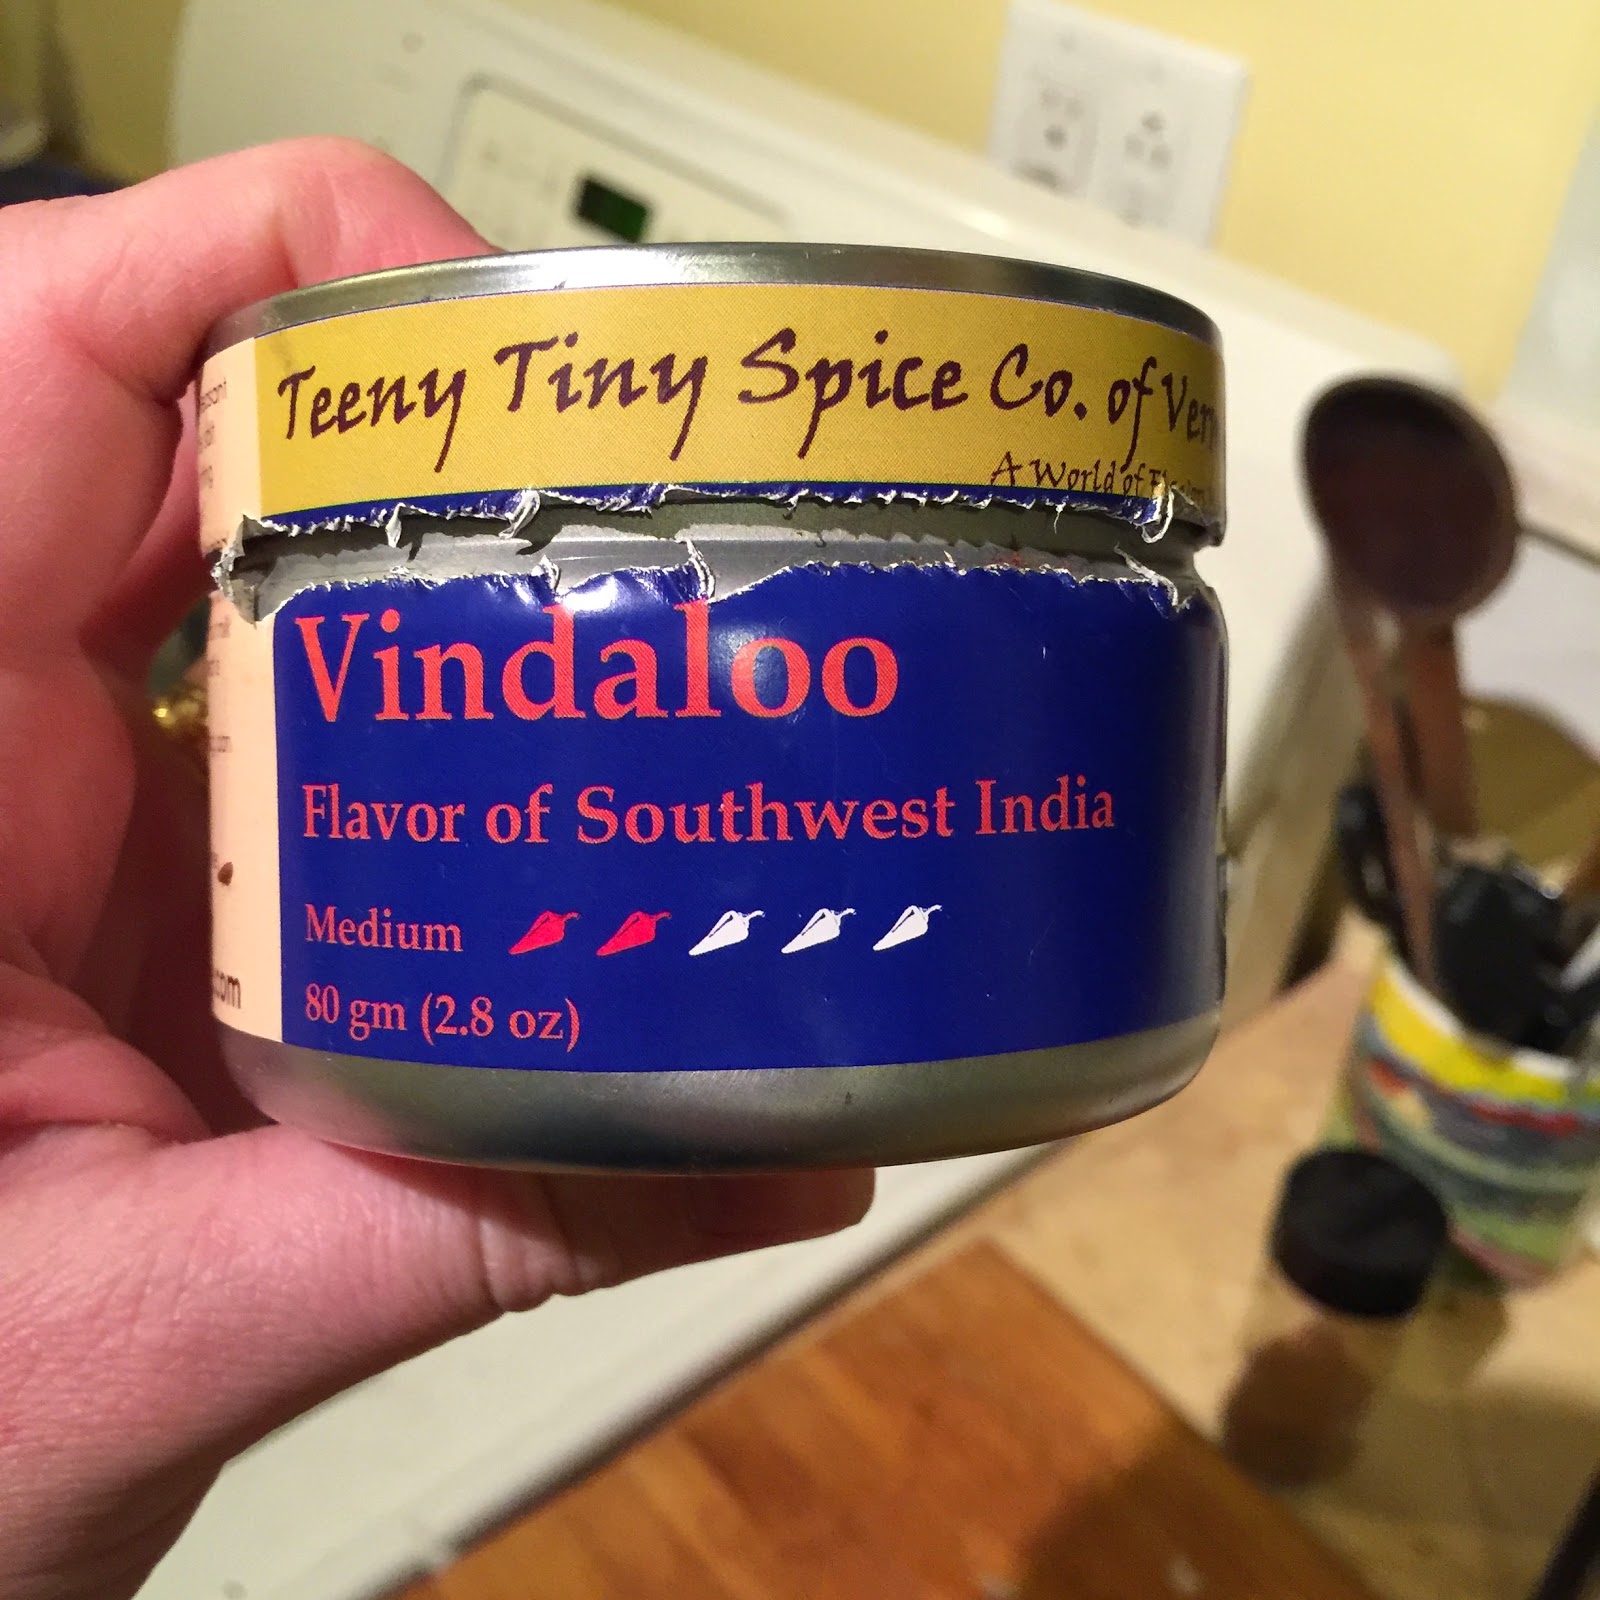 Teeny Tiny Spice Co. of Ver
A World of
Vindaloo
Flavor of Southwest India
Medium
80 gm (2.8 oz)
.com